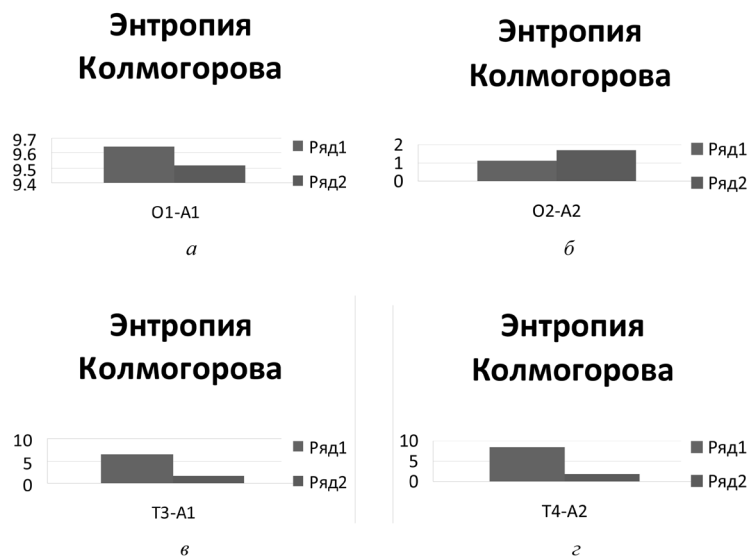 Энтропия
Колмогорова
9.7
9.6
9.5
9.4
Ряд1
Ряд2
O1-A1
а
Энтропия
Колмогорова
2
1
0
Ряд1
Ряд2
O2-A2
б
Энтропия
Колмогорова
10
5
0
Ряд1
Ряд2
T3-A1
в
Энтропия
Колмогорова
10
5
0
Ряд1
Ряд2
T4-A2
г